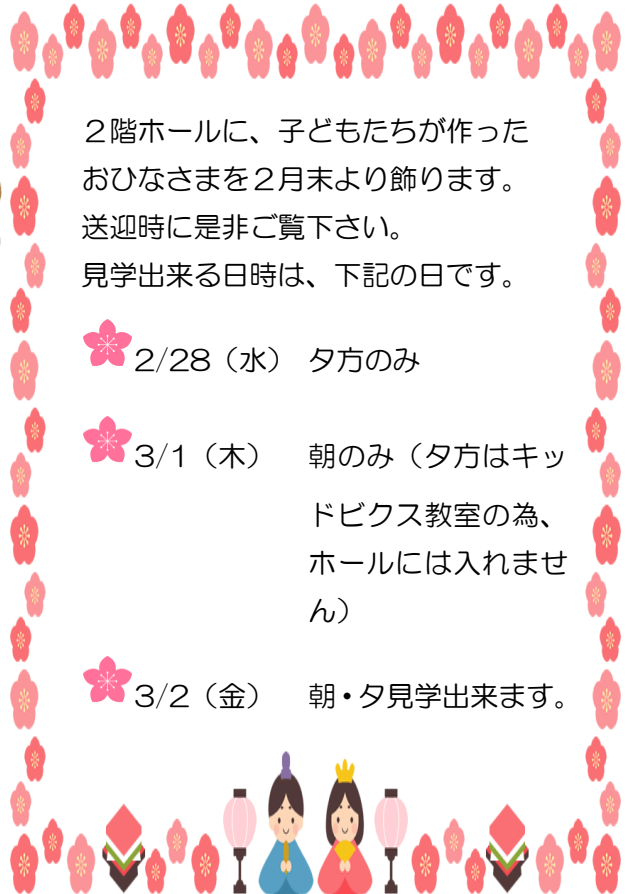 ２階ホールに、子どもたちが作った
おひなさまを２月末より飾ります。
送迎時に是非ご覧下さい。
見学出来る日時は、下記の日です。
2/28（水） 夕方のみ
3/1（木） 朝のみ（夕方はキッ
ドビクス教室の為、
ホールには入れませ
ん）
3/2（金） 朝・夕見学出来ます。